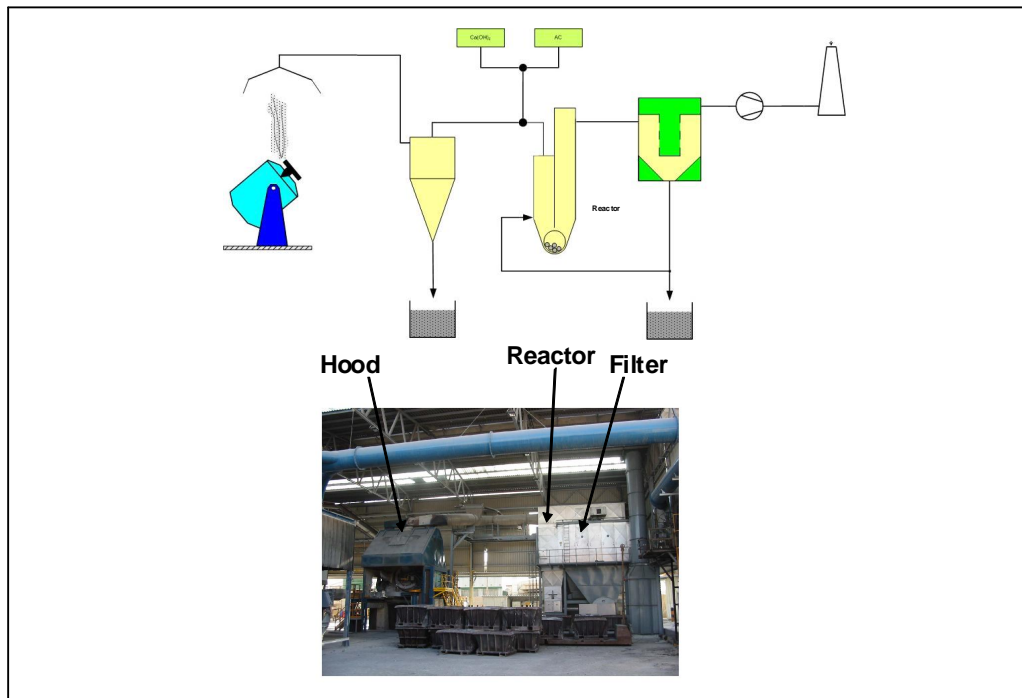 Ca(OH)₂
AC
Reactor
Hood
Reactor
Filter